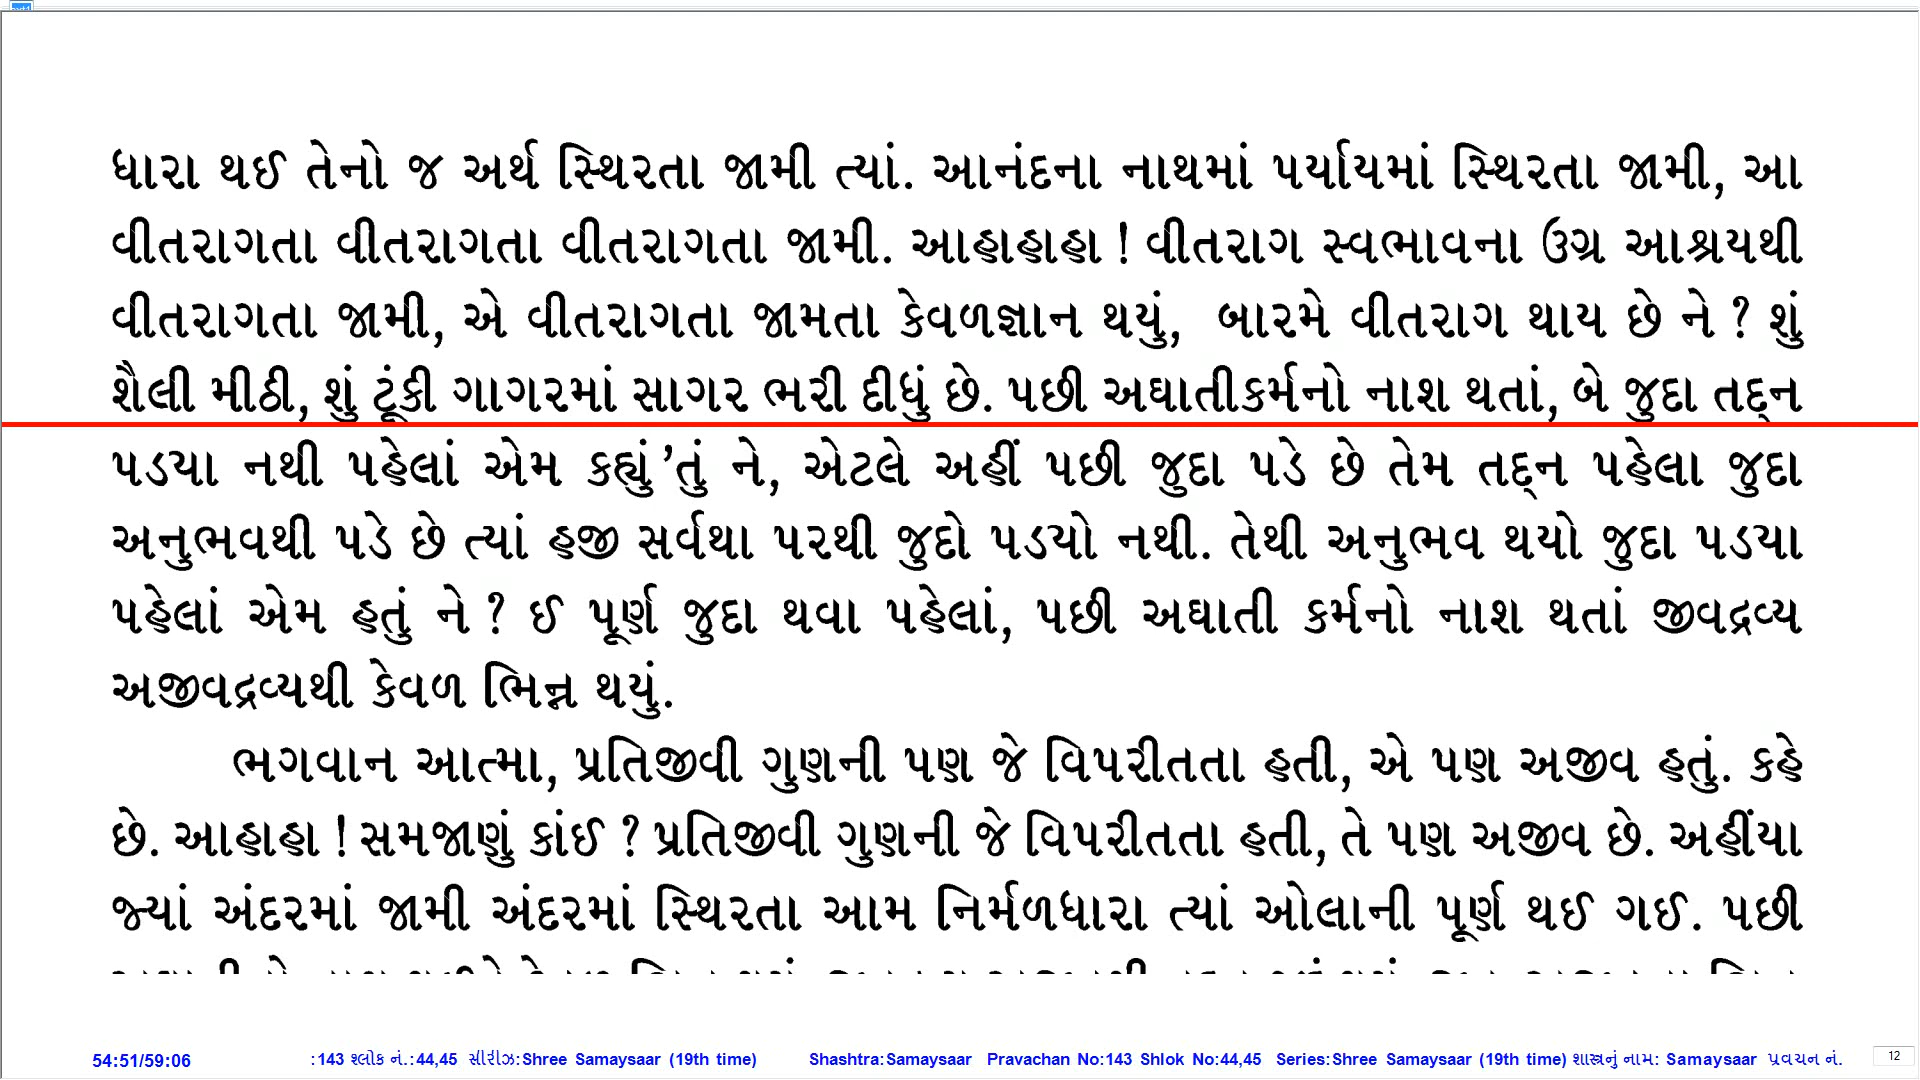 ધારા થઈ તેનો જ અર્થ સ્થિરતા જામી ત્યાં. આનંદના નાથમાં પર્યાયમાં સ્થિરતા જામી, આ
વીતરાગતા વીતરાગતા વીતરાગતા જામી. આહાહાહા ! વીતરાગ સ્વભાવના ઉગ્ર આશ્રયથી
વીતરાગતા જામી, એ વીતરાગતા જામતા કેવળજ્ઞાન થયું, બારમે વીતરાગ થાય છે ને ? શું
શૈલી મીઠી, શું ટૂંકી ગાગરમાં સાગર ભરી દીધું છે. પછી અઘાતીકર્મનો નાશ થતાં, બે જુદા તદ્દન
પડયા નથી પહેલાં એમ કહ્યું ’તું ને, એટલે અહીં પછી જુદા પડે છે તેમ તદ્દન પહેલા જુદા
અનુભવથી પડે છે ત્યાં હજી સર્વથા પરથી જુદો પડયો નથી. તેથી અનુભવ થયો જુદા પડયા
પહેલાં એમ હતું ને ? ઈ પૂર્ણ જુદા થવા પહેલાં, પછી અઘાતી કર્મનો નાશ થતાં જીવદ્રવ્ય
અજીવદ્રવ્યથી કેવળ ભિન્ન થયું.
ભગવાન આત્મા, પ્રતિજીવી ગુણની પણ જે વિપરીતતા હતી, એ પણ અજીવ હતું. કહે
છે. આહાહા ! સમજાણું કાંઈ ? પ્રતિજીવી ગુણની જે વિપરીતતા હતી, તે પણ અજીવ છે. અહીંયા
જ્યાં અંદરમાં જામી અંદરમાં સ્થિરતા આમ નિર્મળધારા ત્યાં ઓલાની પૂર્ણ થઈ ગઈ. પછી
54:51/59:06 :143 શ્લોક નં.:44,45 સીરીઝ:Shree Samaysaar (19th time) Shashtra:Samaysaar Pravachan No:143 Shlok No:44,45 Series:Shree Samaysaar (19th time) શાસ્ત્રનું નામ: Samaysaar પ્રવચન નં. 12